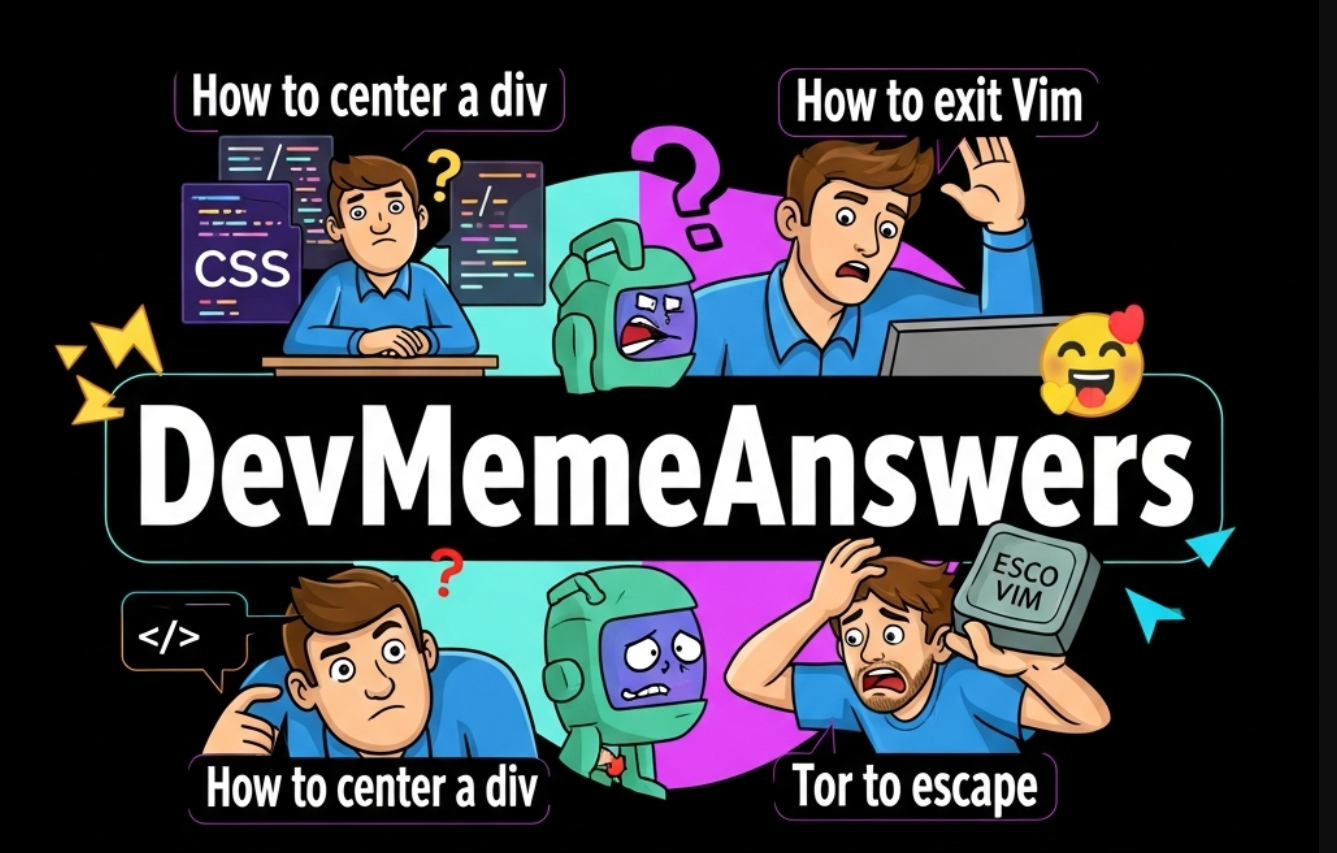 How to center a div
How to exit Vim
CSS
DevMemeAnswers
ESCO
VIM
</>
How to center a div
Tor to escape